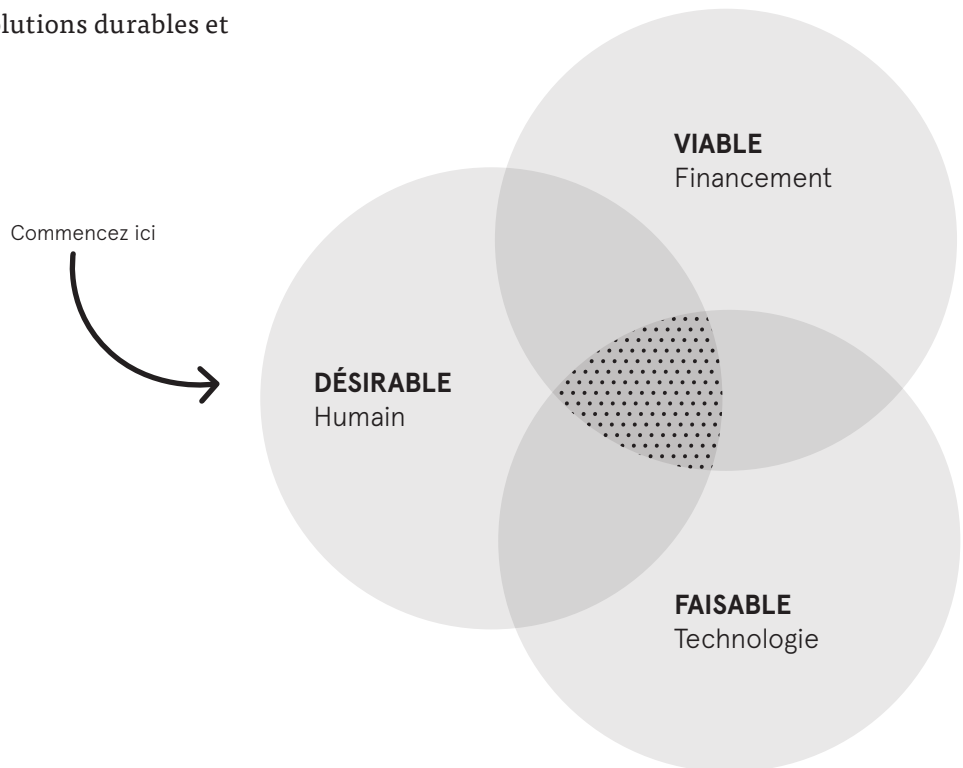 lutions durables et
VIABLE
Financement
Commencez ici
DÉSIRABLE
Humain
FAISABLE
Technologie